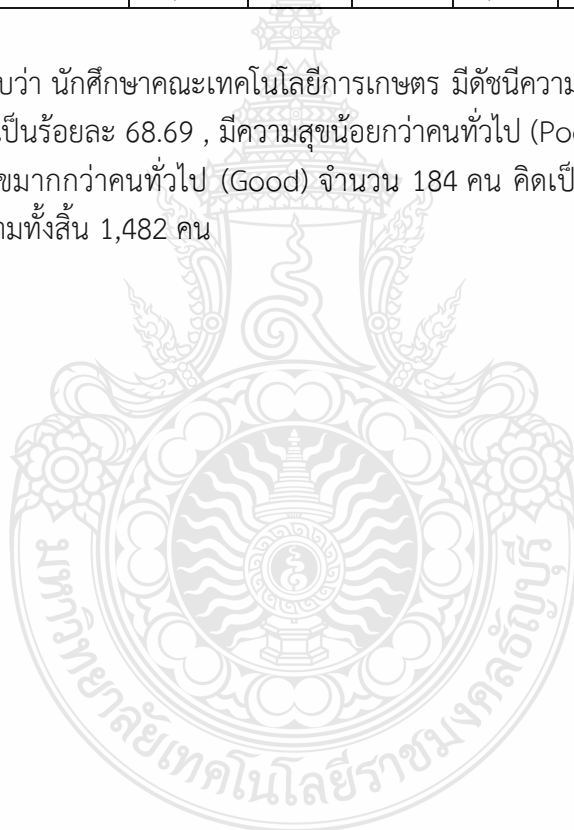 บว่า นักศึกษาคณะเทคโนโลยีการเกษตร มีดัชนีความ
เป็นร้อยละ 68.69 , มีความสุขน้อยกว่าคนทั่วไป (Poo
ขมากกว่าคนทั่วไป (Good) จำนวน 184 คน คิดเป็
ามทั้งสิ้น 1,482 คน
มหาวิทยาลัยเทคโนโลยีราชมงคลธัญบุรี